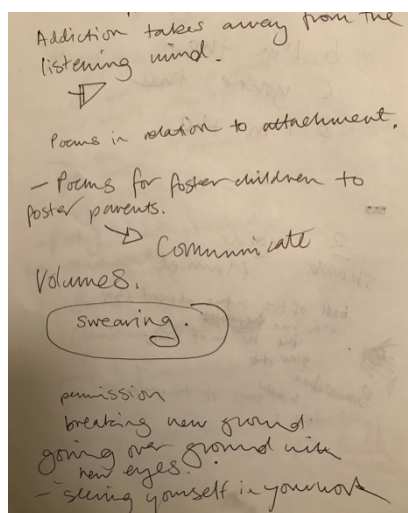 Addiction takes away from the
listening mind.
Poems in relation to attachment.
- Poems for foster children to
foster parents.
Communicate
Volumes.
swearing.
permission
breaking new ground.
going over ground with
new eyes.
- seeing yourself in your work